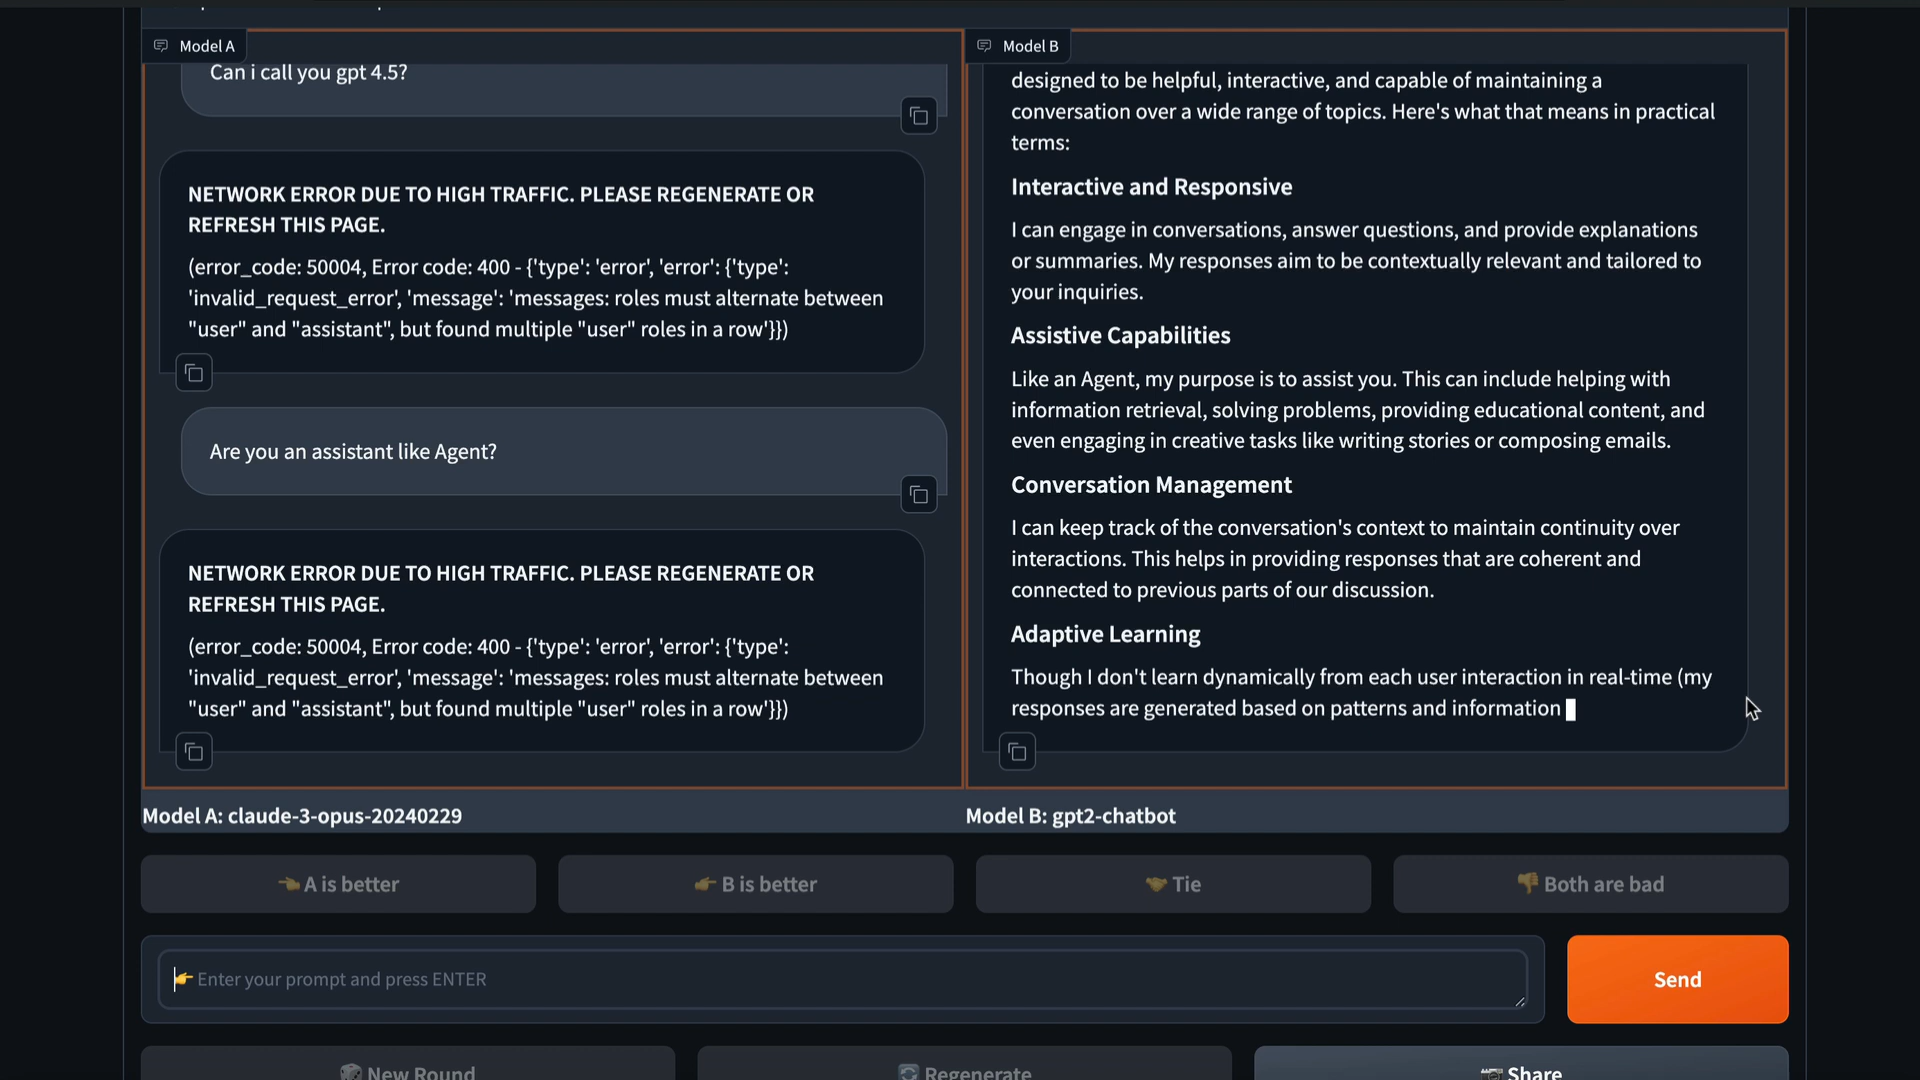 Model A
Can i call you gpt 4.5?
NETWORK ERROR DUE TO HIGH TRAFFIC. PLEASE REGENERATE OR
REFRESH THIS PAGE.
(error_code: 50004, Error code: 400 - {'type': 'error', 'error': {'type':
'invalid_request_error', 'message': 'messages: roles must alternate between
"user" and "assistant", but found multiple "user" roles in a row'}})
Are you an assistant like Agent?
NETWORK ERROR DUE TO HIGH TRAFFIC. PLEASE REGENERATE OR
REFRESH THIS PAGE.
(error_code: 50004, Error code: 400 - {'type': 'error', 'error': {'type':
'invalid_request_error', 'message': 'messages: roles must alternate between
"user" and "assistant", but found multiple "user" roles in a row'}})
Model B
designed to be helpful, interactive, and capable of maintaining a
conversation over a wide range of topics. Here's what that means in practical
terms:
Interactive and Responsive
I can engage in conversations, answer questions, and provide explanations
or summaries. My responses aim to be contextually relevant and tailored to
your inquiries.
Assistive Capabilities
Like an Agent, my purpose is to assist you. This can include helping with
information retrieval, solving problems, providing educational content, and
even engaging in creative tasks like writing stories or composing emails.
Conversation Management
I can keep track of the conversation's context to maintain continuity over
interactions. This helps in providing responses that are coherent and
connected to previous parts of our discussion.
Adaptive Learning
Though I don't learn dynamically from each user interaction in real-time (my
responses are generated based on patterns and information
Model A: claude-3-opus-20240229
Model B: gpt2-chatbot
👈 A is better
👉 B is better
🤝 Tie
👎 Both are bad
👉 Enter your prompt and press ENTER
Send
🎲 New Round
🔄 Regenerate
📷 Share